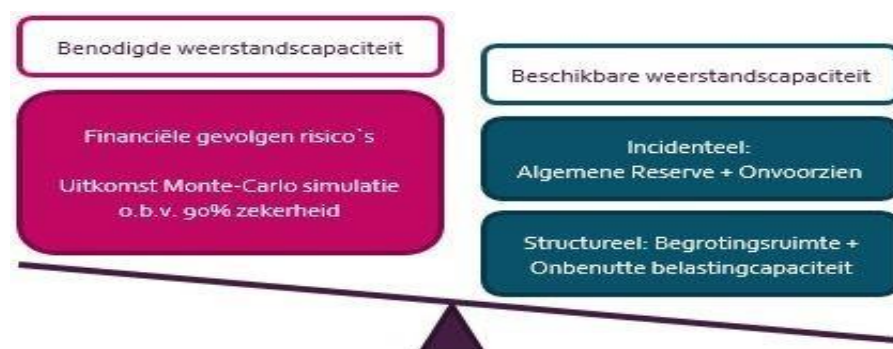 Benodigde weerstandscapaciteit
Financiële gevolgen risico`s
Uitkomst Monte-Carlo simulatie
o.b.v. 90% zekerheid
Beschikbare weerstandscapaciteit
Incidenteel:
Algemene Reserve + Onvoorzien
Structureel: Begrotingsruimte +
Onbenutte belastingcapaciteit